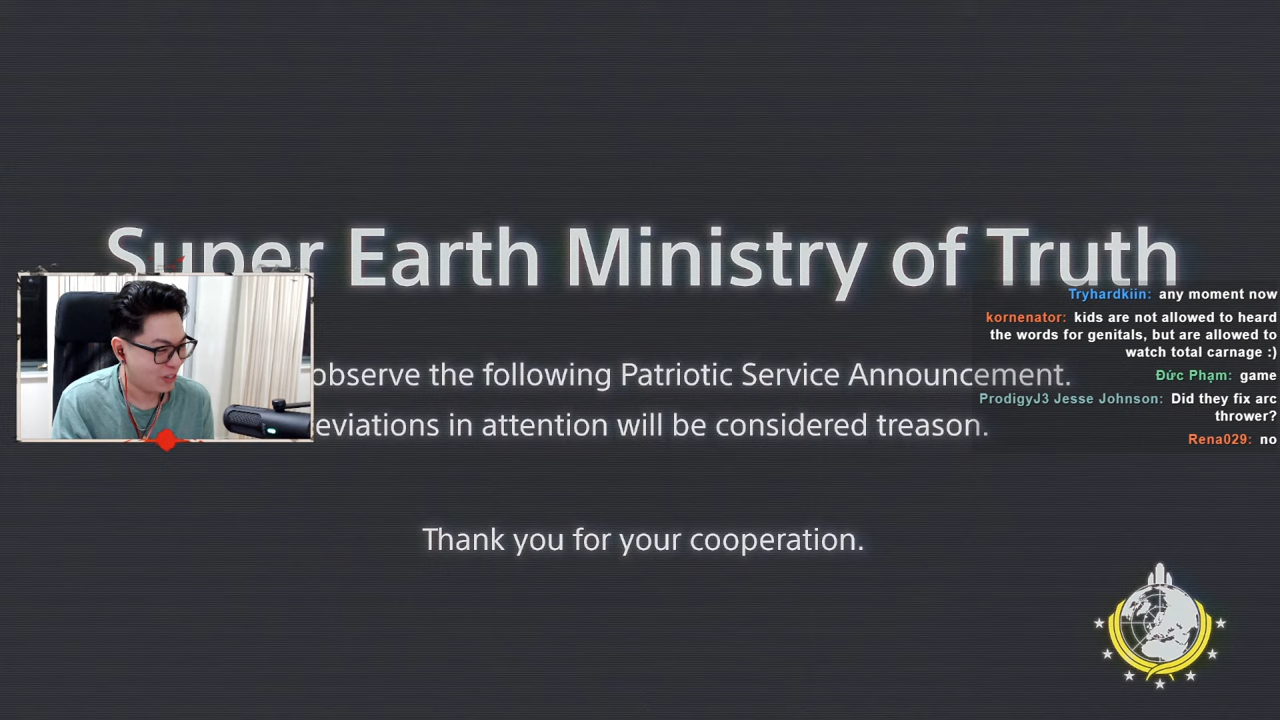 Super Earth Ministry of Truth
observe the following Patriotic Service Announcement.
eviations in attention will be considered treason.
Thank you for your cooperation.
Tryhardkiin: any moment now
kornenator: kids are not allowed to heard
the words for genitals, but are allowed to
watch total carnage :)
Đức Phạm: game
ProdigyJ3 Jesse Johnson: Did they fix arc
thrower?
Rena029: no